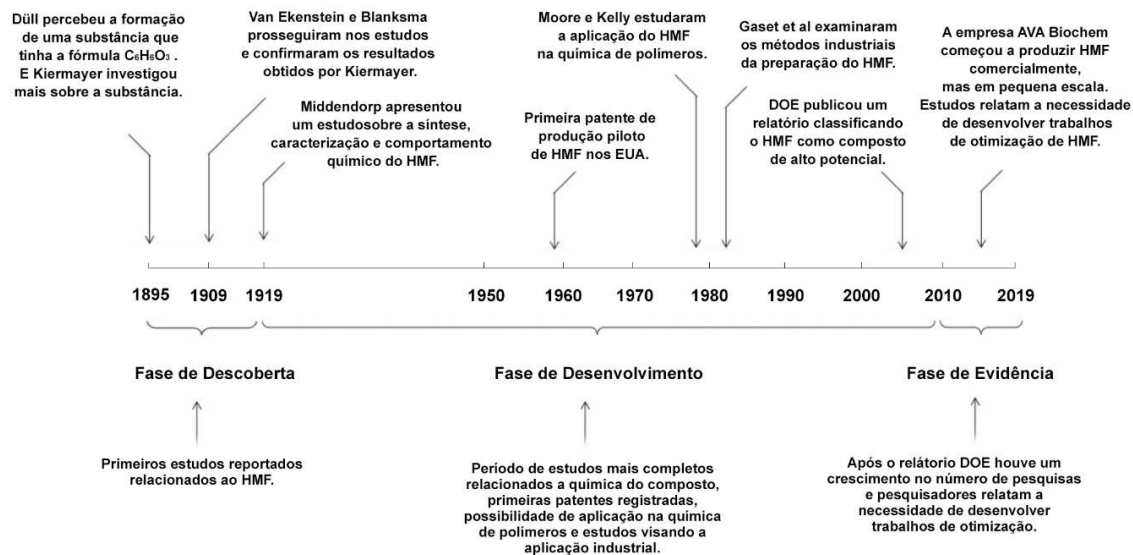 Düll percebeu a formação
de uma substância que
tinha a fórmula C₆H₆O₃ .
E Kiermayer investigou
mais sobre a substância.
Van Ekenstein e Blanksma
prosseguiram nos estudos
e confirmaram os resultados
obtidos por Kiermayer.
Middendorp apresentou
um estudosobre a síntese,
caracterização e comportamento
químico do HMF.
Primeira patente de
produção piloto
de HMF nos EUA.
Moore e Kelly estudaram
a aplicação do HMF
na química de polímeros.
Gaset et al examinaram
os métodos industriais
da preparação do HMF.
DOE publicou um
relatório classificando
o HMF como composto
de alto potencial.
A empresa AVA Biochem
começou a produzir HMF
comercialmente,
mas em pequena escala.
Estudos relatam a necessidade
de desenvolver trabalhos
de otimização de HMF.
1895 1909 1919 1950 1960 1970 1980 1990 2000 2010 2019
Fase de Descoberta
Fase de Desenvolvimento
Fase de Evidência
Primeiros estudos reportados
relacionados ao HMF.
Periodo de estudos mais completos
relacionados a química do composto,
primeiras patentes registradas,
possibilidade de aplicação na química
de polímeros e estudos visando a
aplicação industrial.
Após o relátorio DOE houve um
crescimento no número de pesquisas
e pesquisadores relatam a
necessidade de desenvolver
trabalhos de otimização.